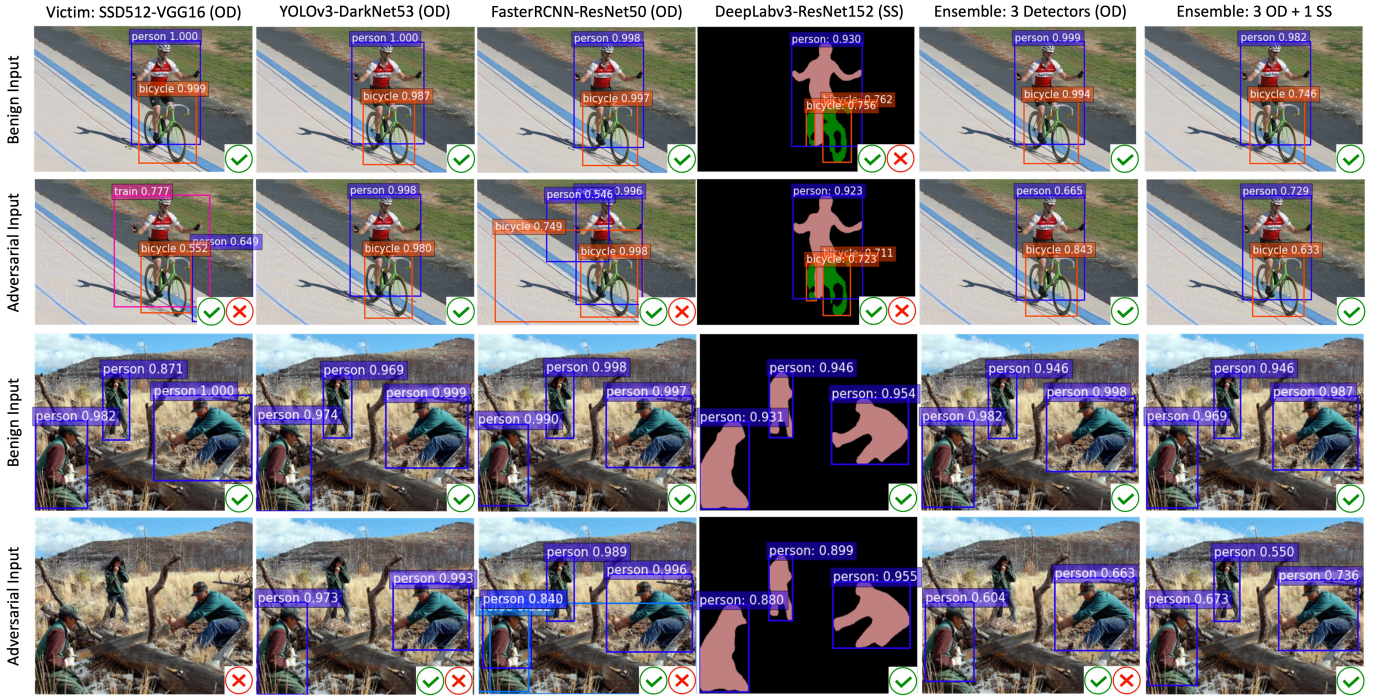 Victim: SSD512-VGG16 (OD) YOLOv3-DarkNet53 (OD) FasterRCNN-ResNet50 (OD) DeepLabv3-ResNet152 (SS) Ensemble: 3 Detectors (OD) Ensemble: 3 OD + 1 SS
Benign Input
person 1.000
bicycle 0.999
person 1.000
bicycle 0.987
person 0.998
bicycle 0.997
person: 0.930
bicycle: 0.762
bicycle: 0.756
person 0.999
bicycle 0.994
person 0.982
bicycle 0.746
Adversarial Input
train 0.777
person 0.649
bicycle 0.552
person 0.998
bicycle 0.980
person 0.546
0.996
bicycle 0.749
bicycle 0.998
person: 0.923
bicycle: 0.711
bicycle: 0.723
person 0.665
bicycle 0.843
person 0.729
bicycle 0.633
Benign Input
person 0.871
person 1.000
person 0.982
person 0.969
person 0.999
person 0.974
person 0.998
person 0.997
person 0.990
person: 0.946
person: 0.954
person: 0.931
person 0.946
person 0.998
person 0.982
person 0.946
person 0.987
person 0.969
Adversarial Input
person 0.993
person 0.973
person 0.989
person 0.996
person 0.840
person: 0.899
person: 0.955
person: 0.880
person 0.663
person 0.604
person 0.550
person 0.736
person 0.673